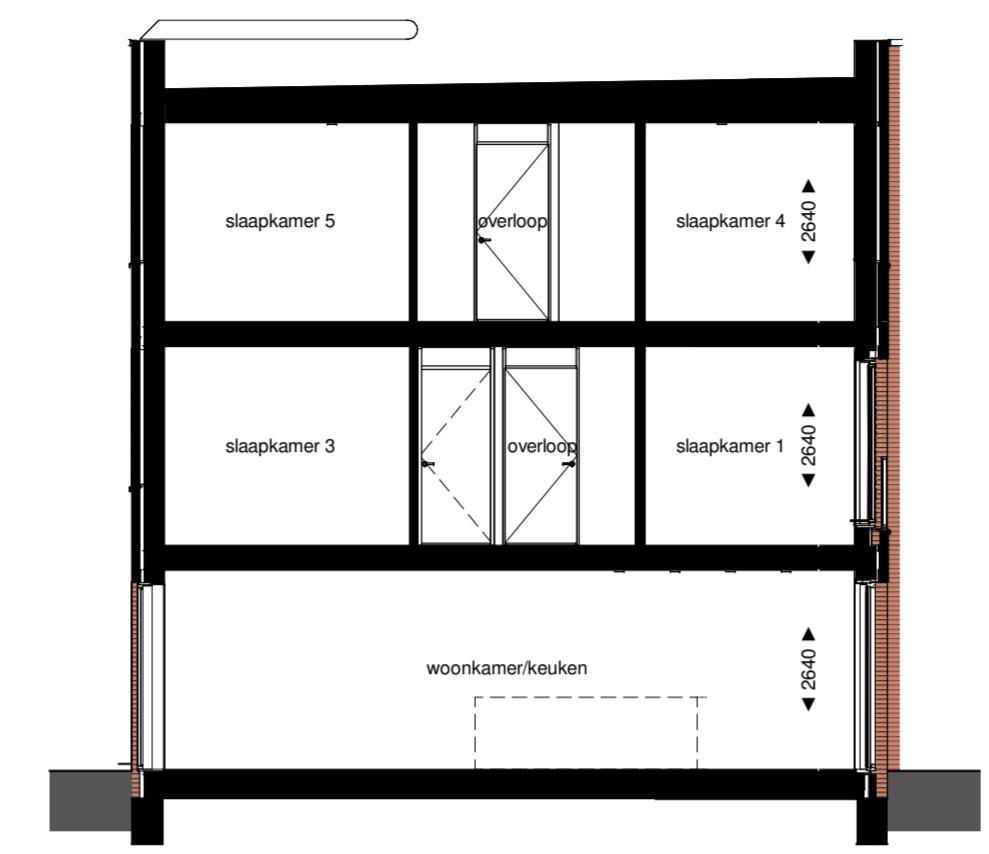 slaapkamer 5
overloop
slaapkamer 4
◄ 2640 ►
slaapkamer 3
overloop
slaapkamer 1
◄ 2640 ►
woonkamer/keuken
◄ 2640 ►